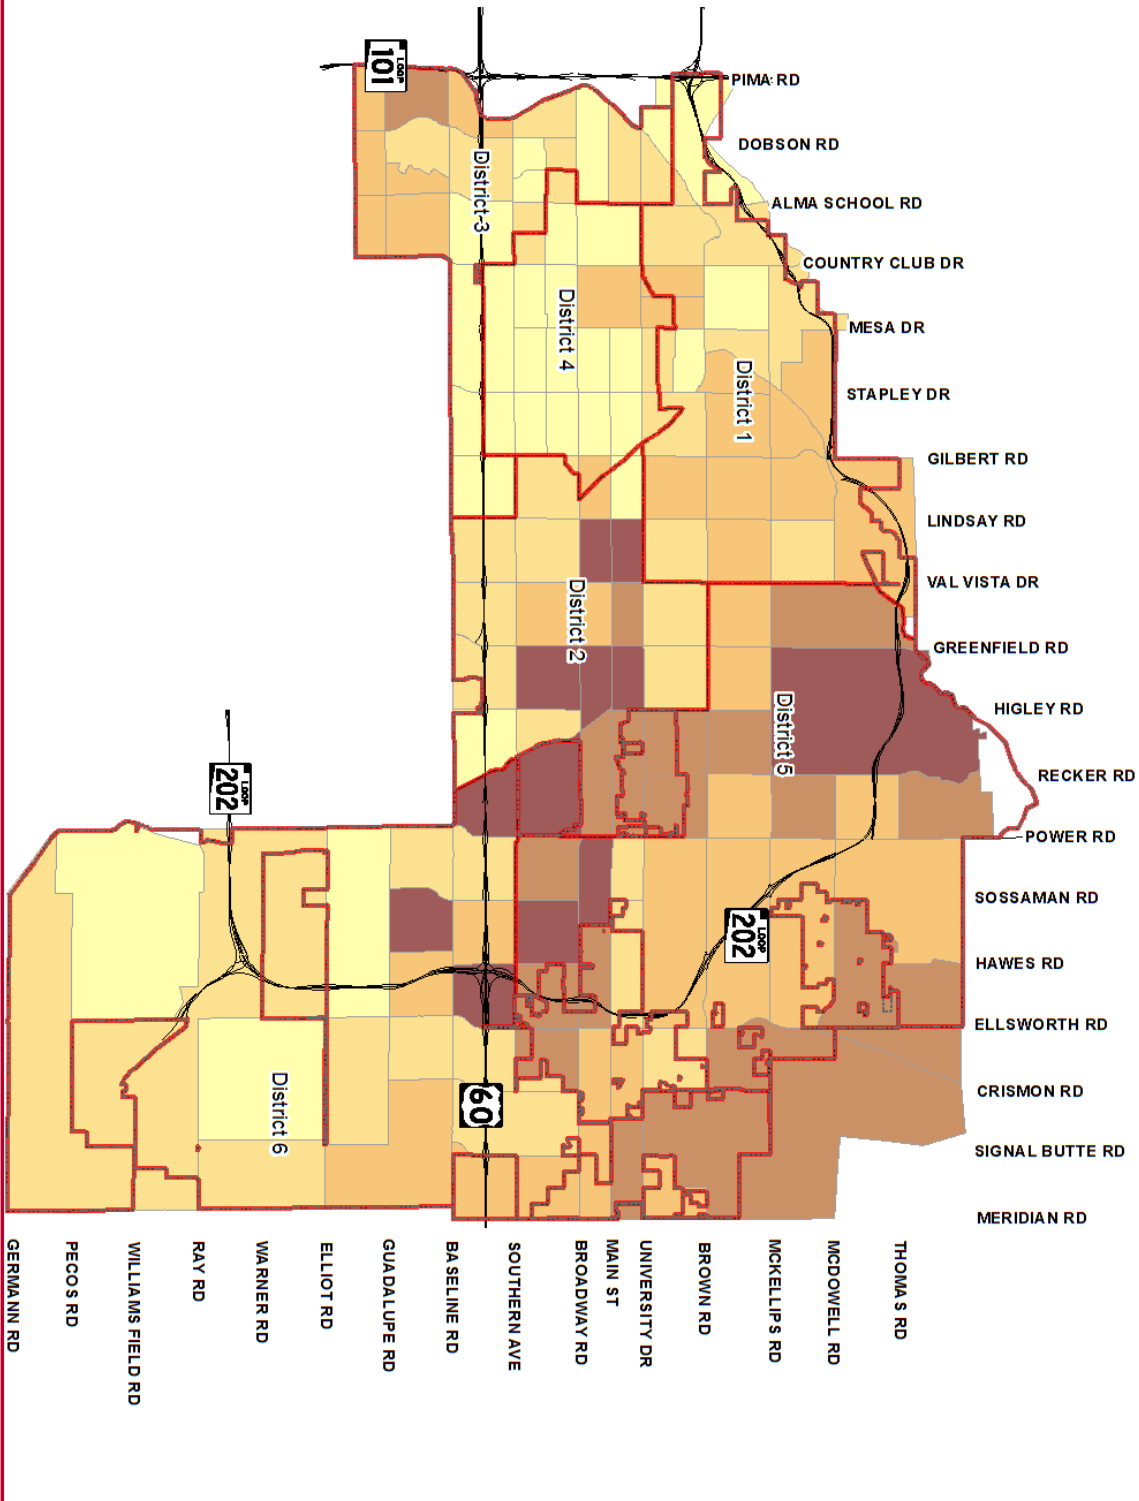 PIMA RD
DOBSON RD
ALMA SCHOOL RD
COUNTRY CLUB DR
MESA DR
STAPLEY DR
GILBERT RD
LINDSAY RD
VAL VISTA DR
GREENFIELD RD
HIGLEY RD
RECKER RD
POWER RD
SOSSAMAN RD
HAWES RD
ELLSWORTH RD
CRISMON RD
SIGNAL BUTTE RD
MERIDIAN RD
LOOP
101
District 3
District 4
District 1
District 2
District 5
LOOP
202
LOOP
202
60
District 6
GERMANN RD
PECOS RD
WILLIAMS FIELD RD
RAY RD
WARNER RD
ELLIOT RD
GUADALUPE RD
BASELINE RD
SOUTHERN AVE
BROADWAY RD
MAIN ST
UNIVERSITY DR
BROWN RD
MCKELLIPS RD
MCDOWELL RD
THOMAS RD